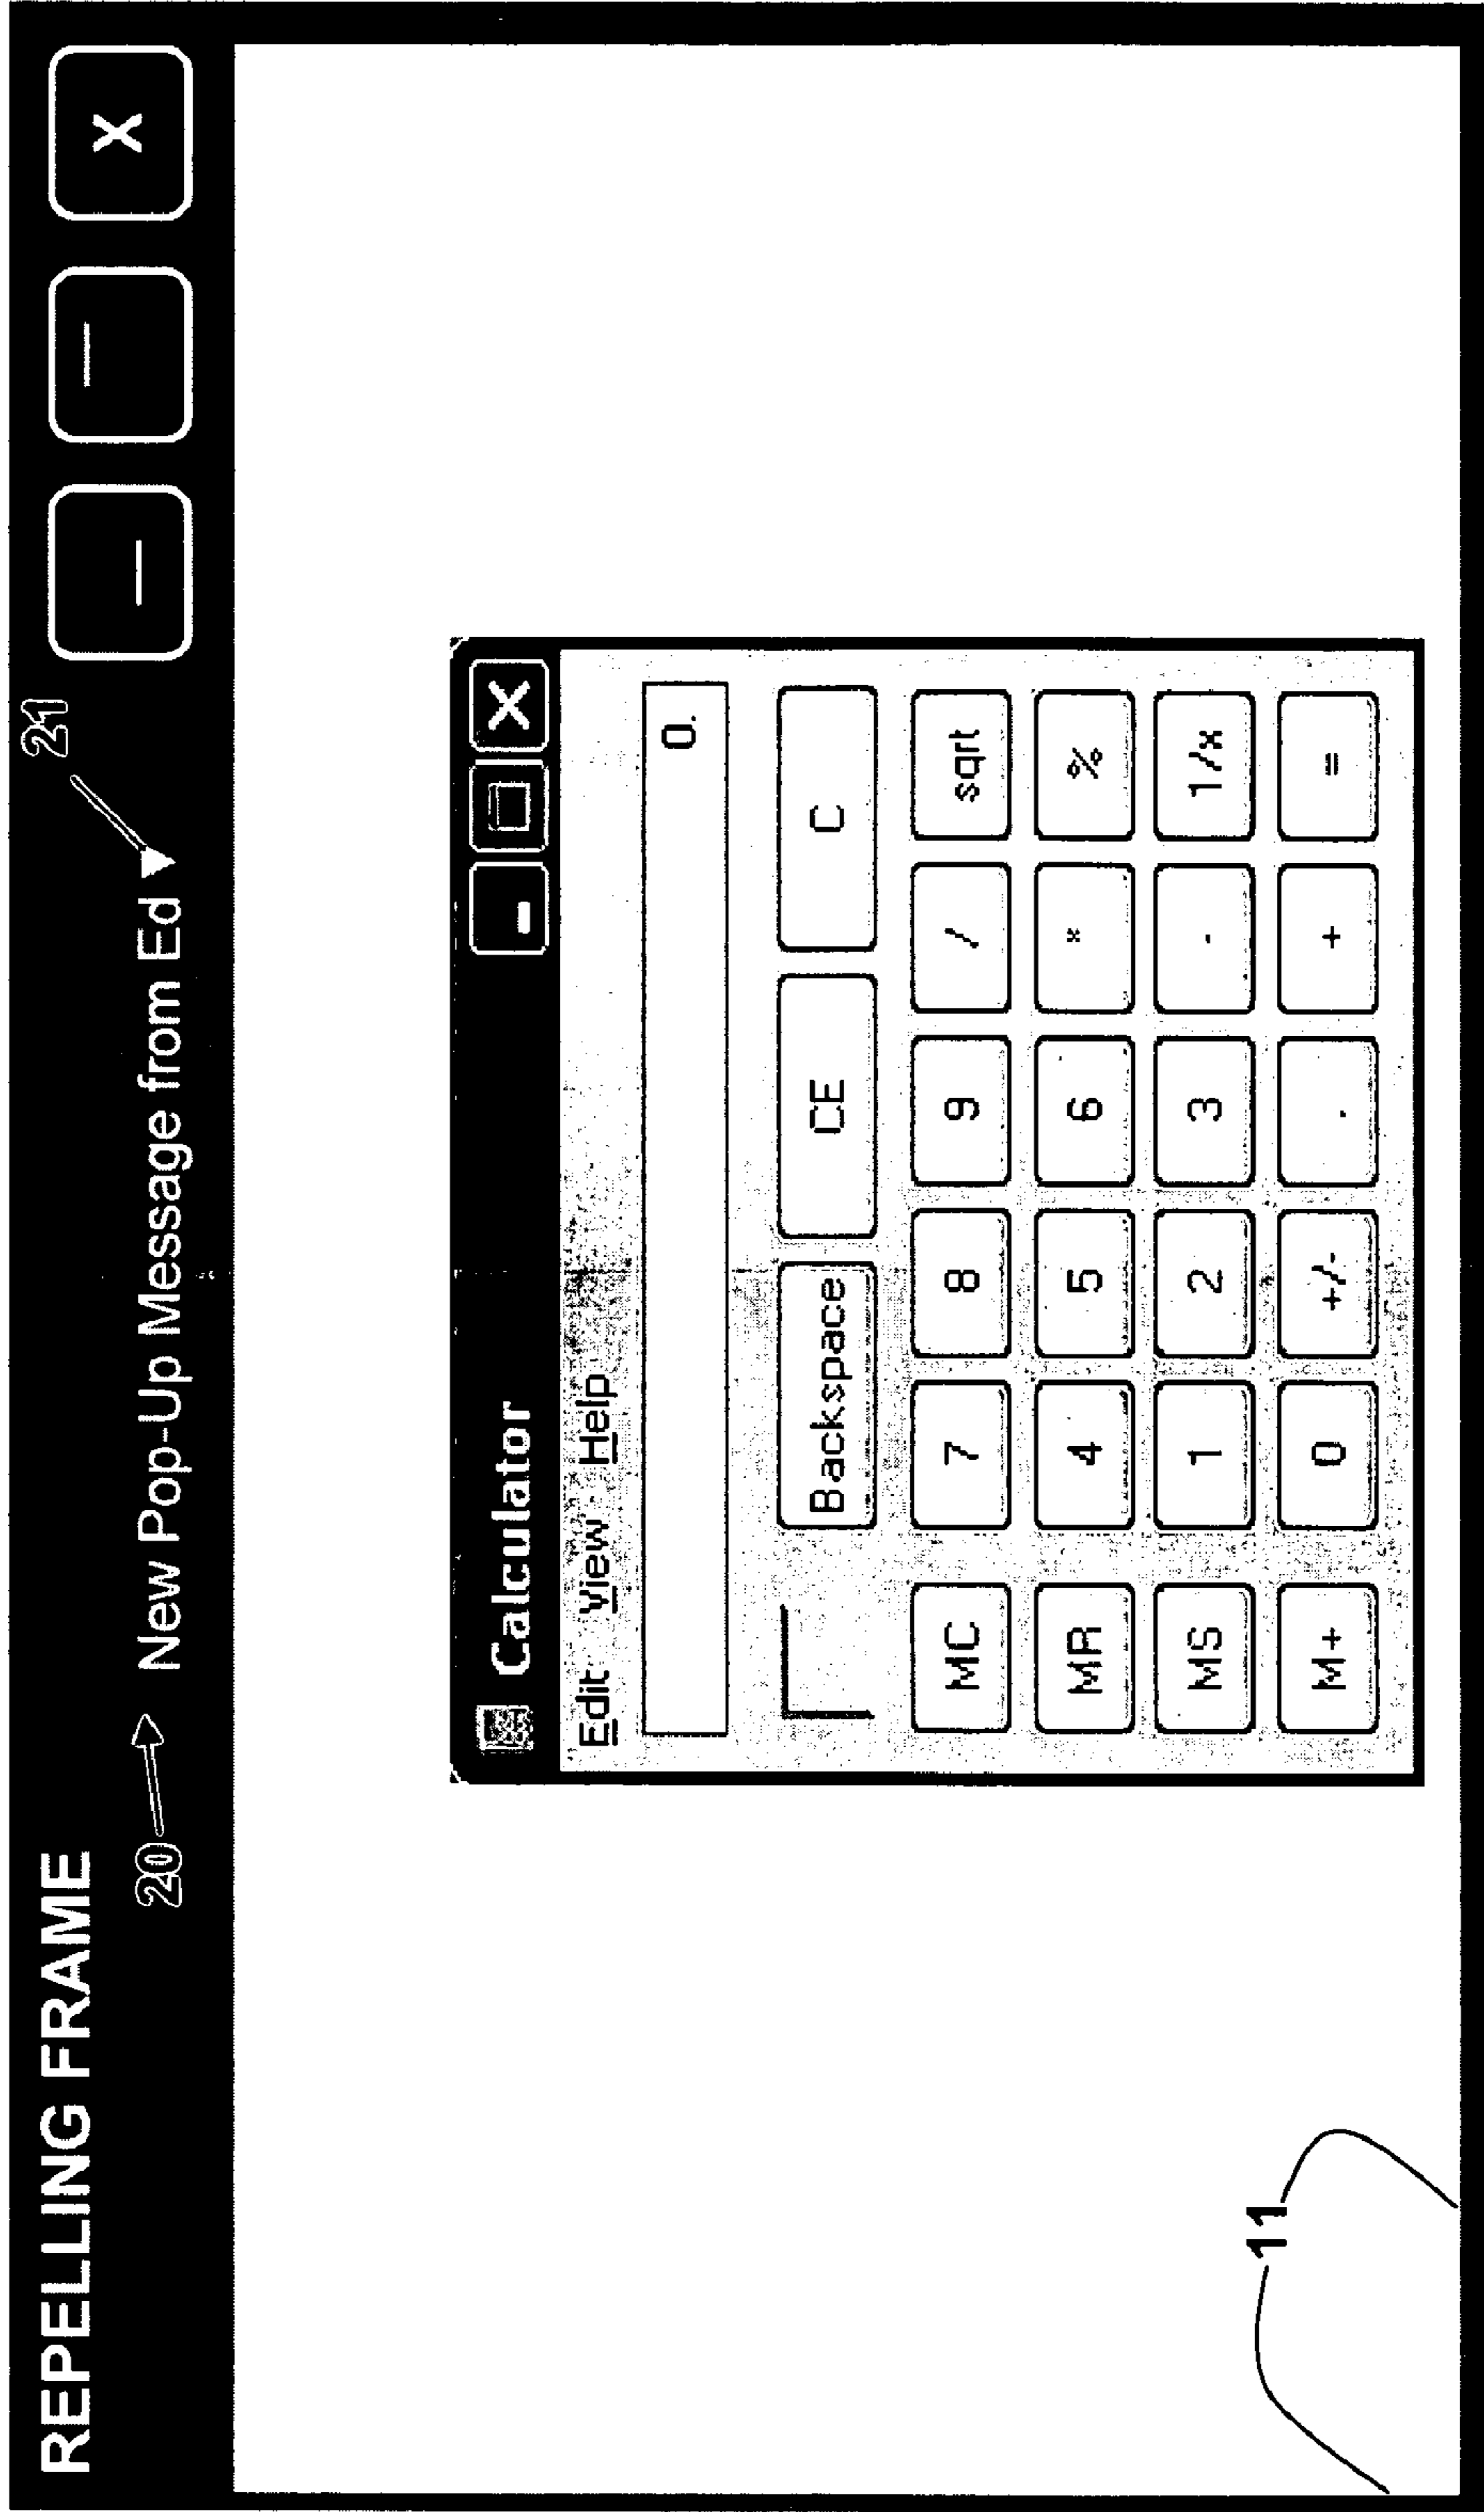 REPELLING FRAME
21
20 New Pop-Up Message from Ed
X
Calculator
Edit View Help
0.
Backspace CE C
MC 7 8 9 / sqrt
MR 4 5 6 * %
MS 1 2 3 - 1/x
M+ 0 +/- . + =
11